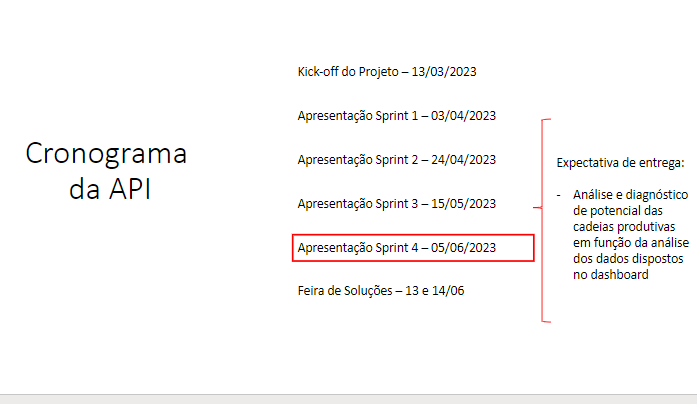 Cronograma
da API
Kick-off do Projeto – 13/03/2023
Apresentação Sprint 1 – 03/04/2023
Apresentação Sprint 2 – 24/04/2023
Apresentação Sprint 3 – 15/05/2023
Apresentação Sprint 4 – 05/06/2023
Feira de Soluções – 13 e 14/06
Expectativa de entrega:
- Análise e diagnóstico
de potencial das
cadeias produtivas
em função da análise
dos dados dispostos
no dashboard